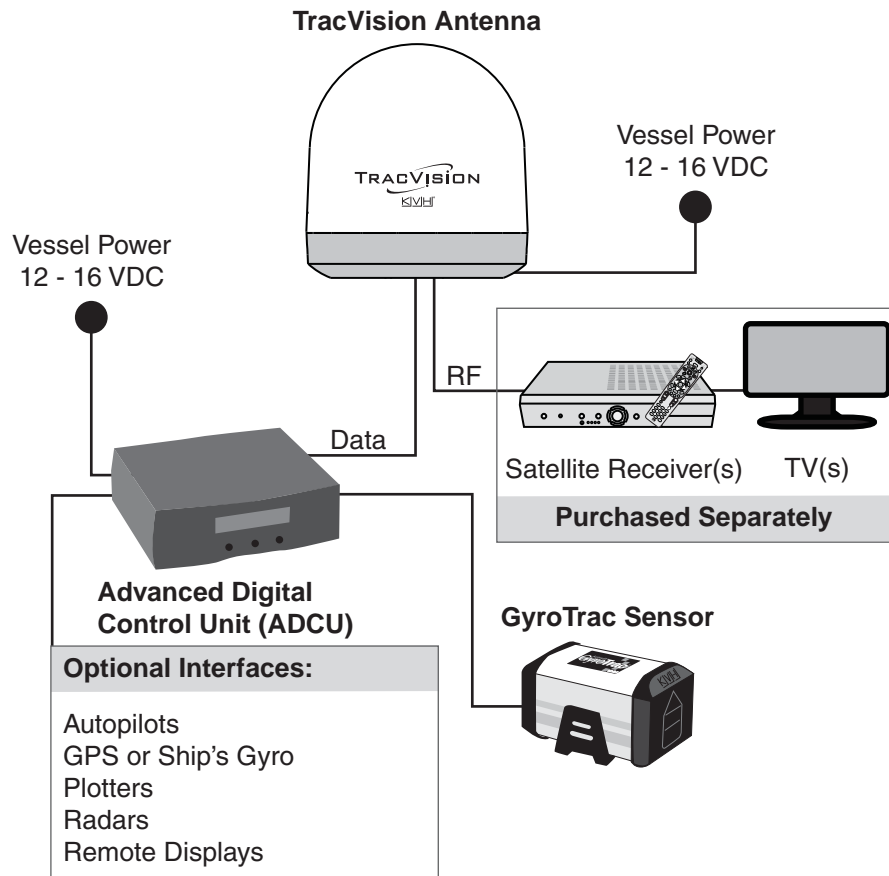 TracVision Antenna
TRACVISION
KVH
Vessel Power
12 - 16 VDC
Vessel Power
12 - 16 VDC
RF
Data
Satellite Receiver(s)
TV(s)
Purchased Separately
Advanced Digital
Control Unit (ADCU)
GyroTrac Sensor
GyroTrac
KVH
Optional Interfaces:
Autopilots
GPS or Ship's Gyro
Plotters
Radars
Remote Displays